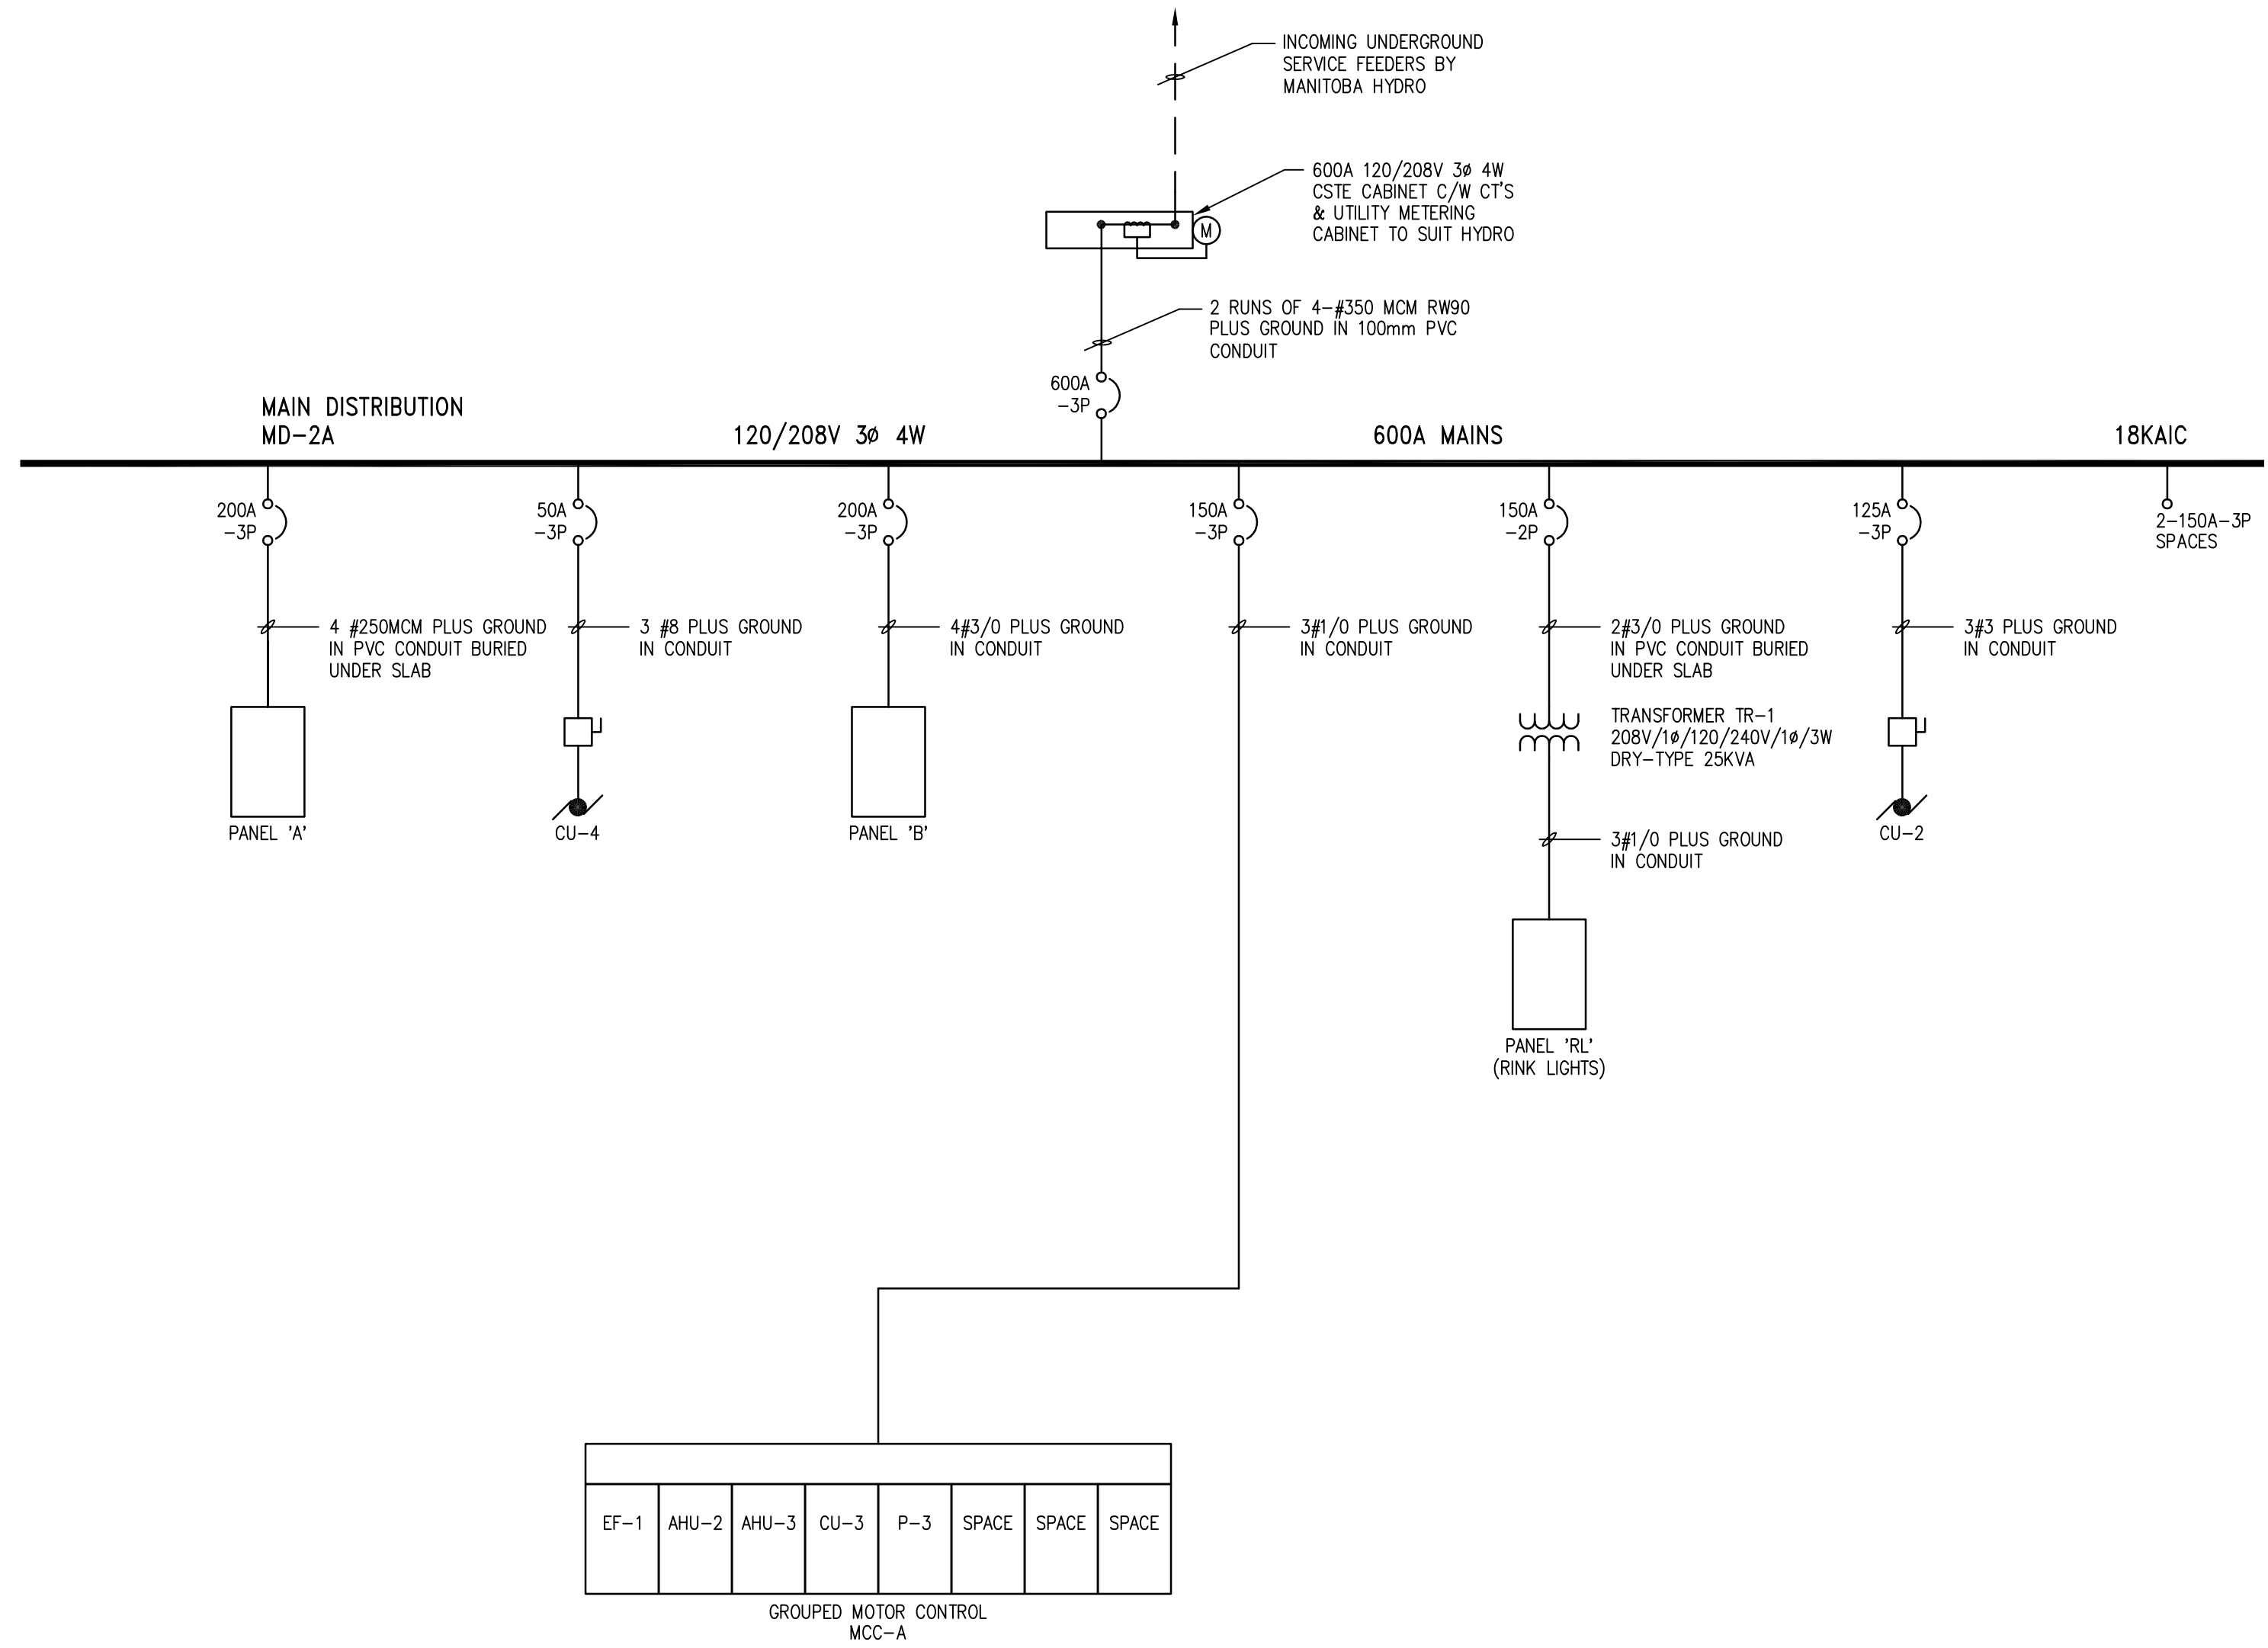 INCOMING UNDERGROUND
SERVICE FEEDERS BY
MANITOBA HYDRO
600A 120/208V 3ø 4W
CSTE CABINET C/W CT'S
& UTILITY METERING
CABINET TO SUIT HYDRO
M
2 RUNS OF 4-#350 MCM RW90
PLUS GROUND IN 100mm PVC
CONDUIT
600A
-3P
MAIN DISTRIBUTION
MD-2A
120/208V 3ø 4W
600A MAINS
18KAIC
200A
-3P
50A
-3P
200A
-3P
150A
-3P
150A
-2P
125A
-3P
2-150A-3P
SPACES
4 #250MCM PLUS GROUND
IN PVC CONDUIT BURIED
UNDER SLAB
3 #8 PLUS GROUND
IN CONDUIT
4#3/0 PLUS GROUND
IN CONDUIT
3#1/0 PLUS GROUND
IN CONDUIT
2#3/0 PLUS GROUND
IN PVC CONDUIT BURIED
UNDER SLAB
3#3 PLUS GROUND
IN CONDUIT
TRANSFORMER TR-1
208V/1ø/120/240V/1ø/3W
DRY-TYPE 25KVA
PANEL 'A'
CU-4
PANEL 'B'
CU-2
3#1/0 PLUS GROUND
IN CONDUIT
PANEL 'RL'
(RINK LIGHTS)
EF-1
AHU-2
AHU-3
CU-3
P-3
SPACE
SPACE
SPACE
GROUPED MOTOR CONTROL
MCC-A